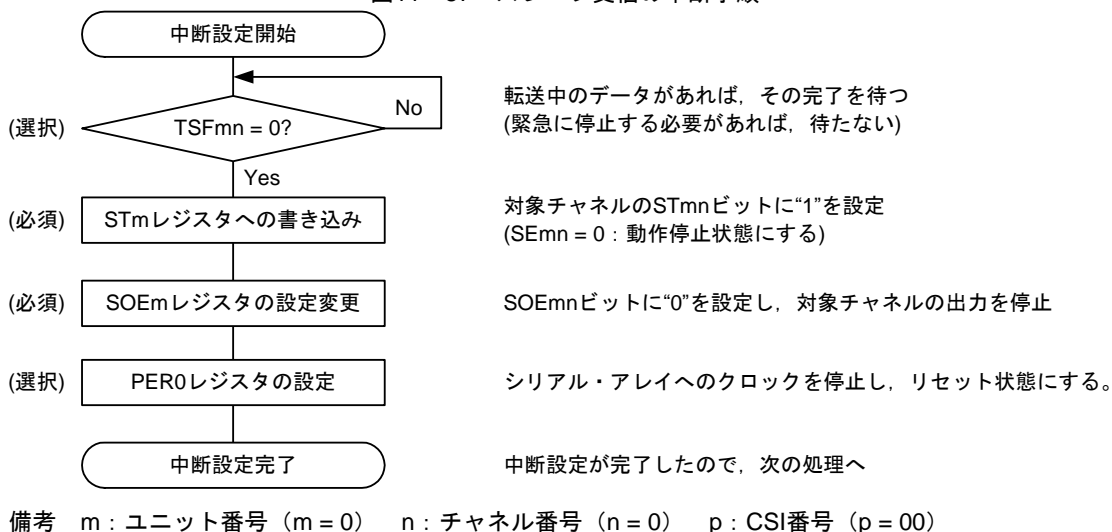 中断設定開始
No
転送中のデータがあれば，その完了を待つ
(緊急に停止する必要があれば，待たない)
(選択)
TSFmn = 0?
Yes
(必須)
STmレジスタへの書き込み
対象チャネルのSTmnビットに“1”を設定
(SEmn = 0：動作停止状態にする)
(必須)
SOEmレジスタの設定変更
SOEmnビットに“0”を設定し，対象チャネルの出力を停止
(選択)
PER0レジスタの設定
シリアル・アレイへのクロックを停止し，リセット状態にする。
中断設定完了
中断設定が完了したので，次の処理へ
備考　m：ユニット番号（m = 0）　n：チャネル番号（n = 0）　p：CSI番号（p = 00）